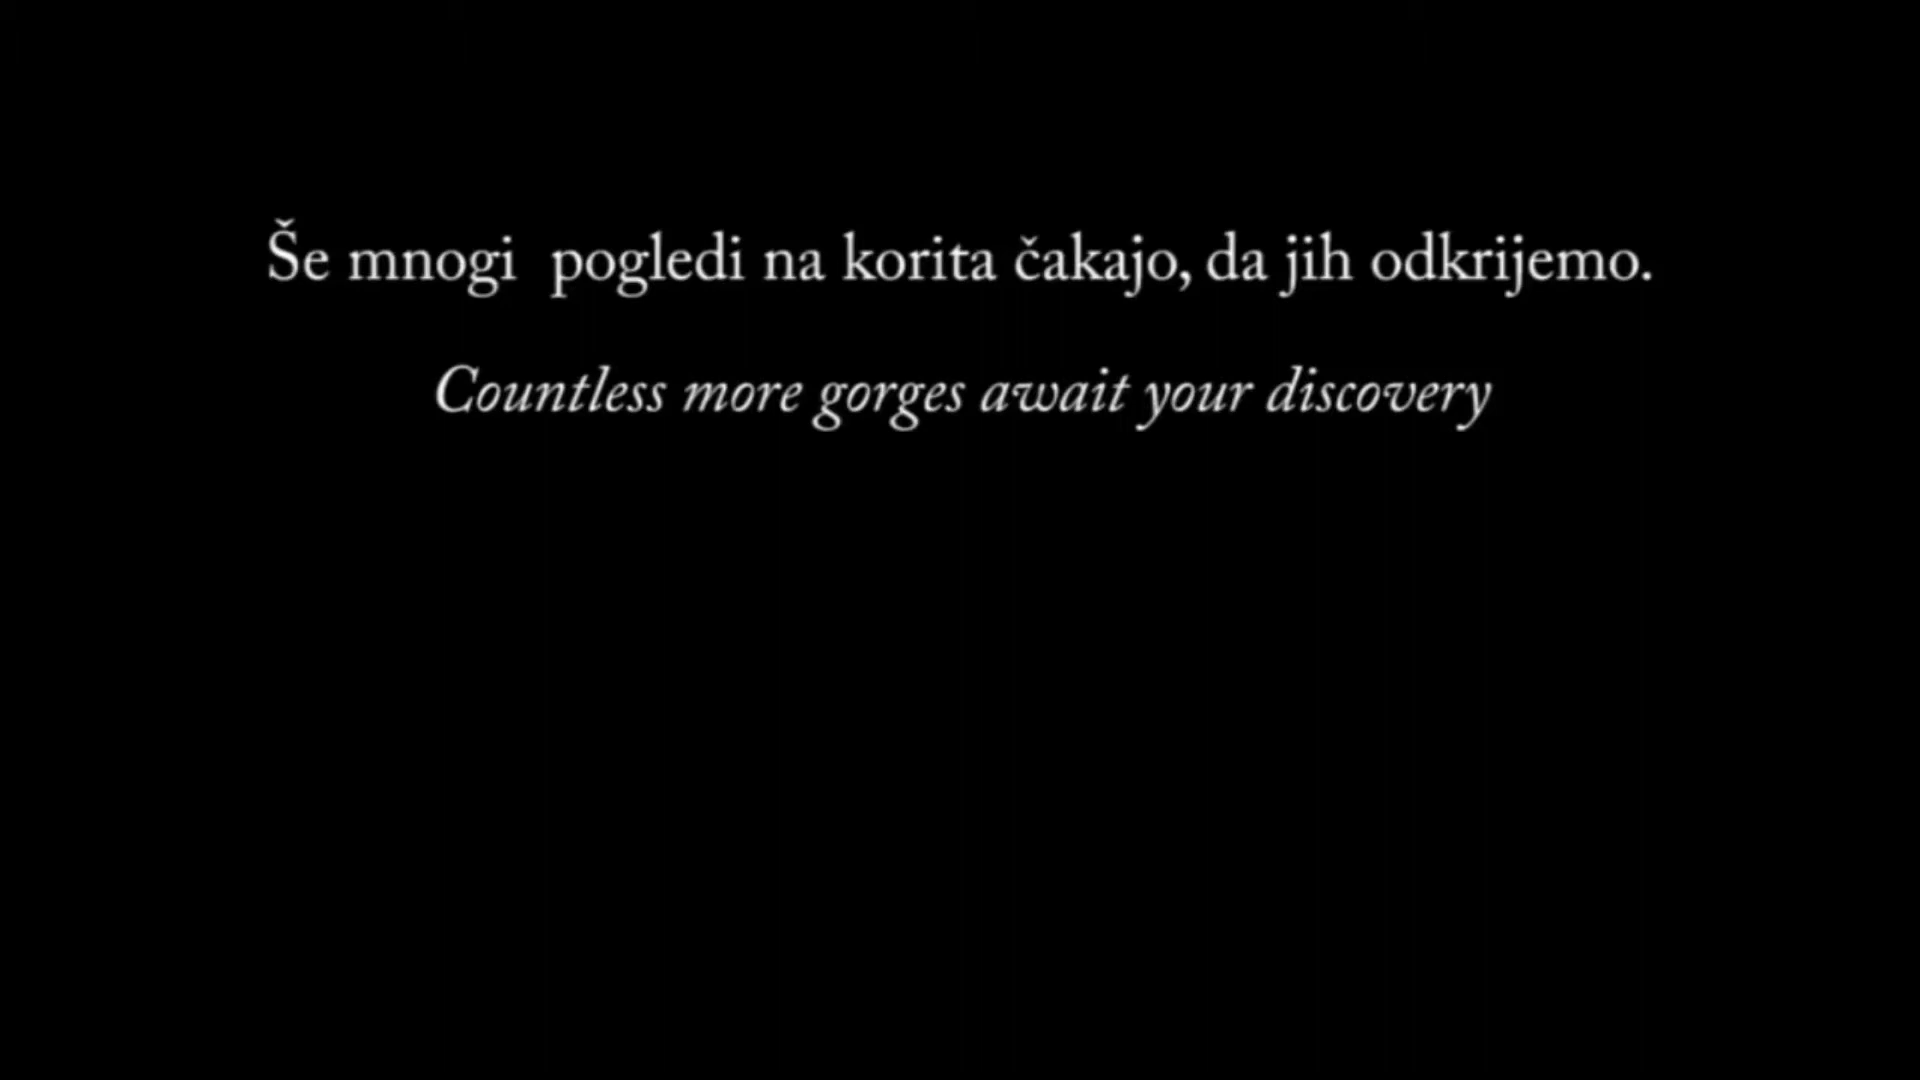 Še mnogi  pogledi na korita čakajo, da jih odkrijemo.
Countless more gorges await your discovery